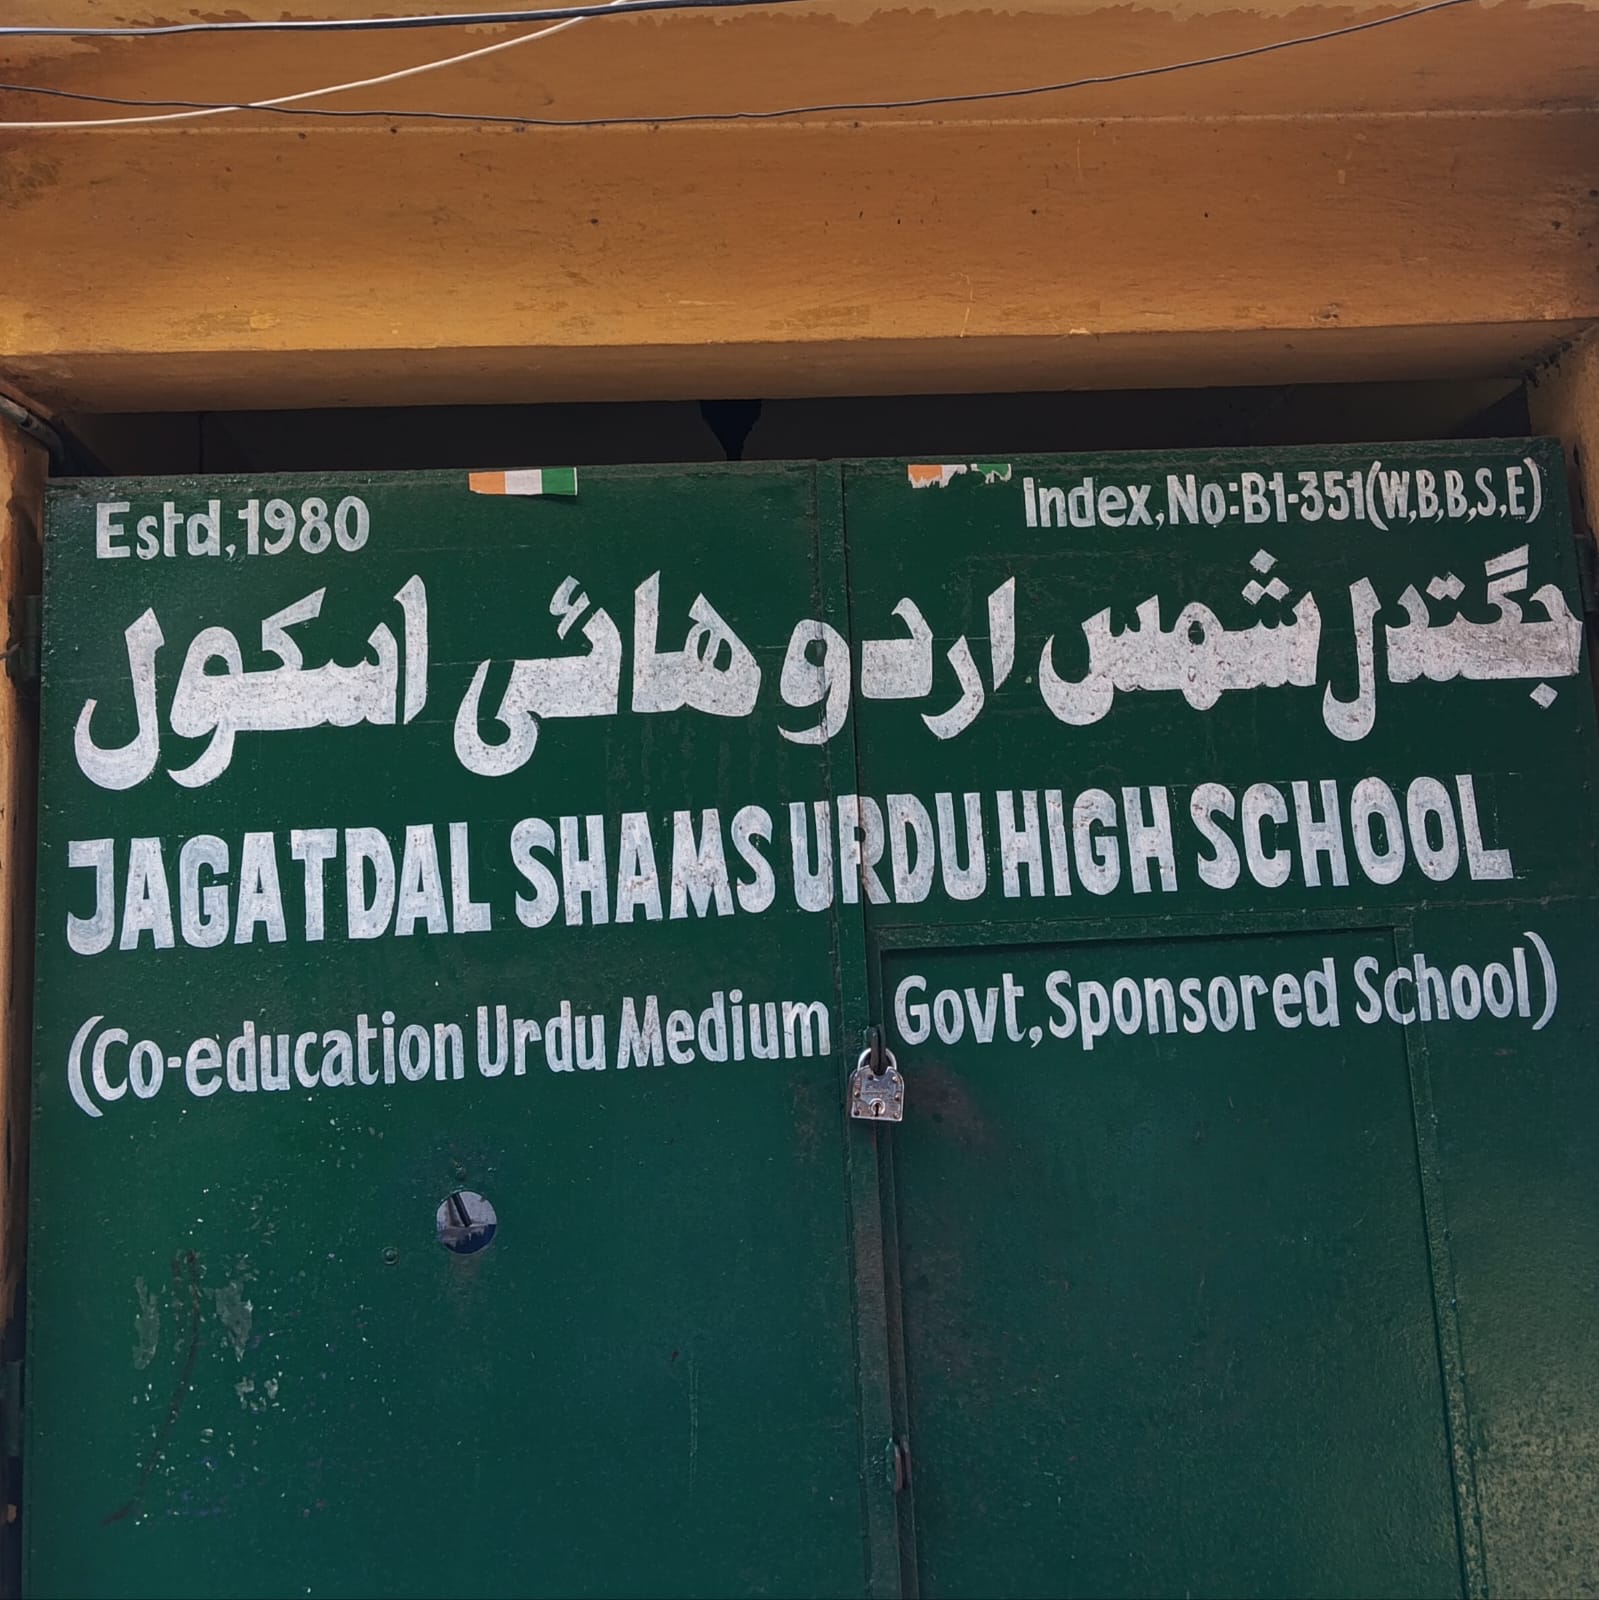 Estd,1980
Index,No:B1-351(W,B,B,S,E)
جگتدل شمس اردو هائی اسکول
JAGATDAL SHAMS URDU HIGH SCHOOL
(Co-education Urdu Medium Govt,Sponsored School)